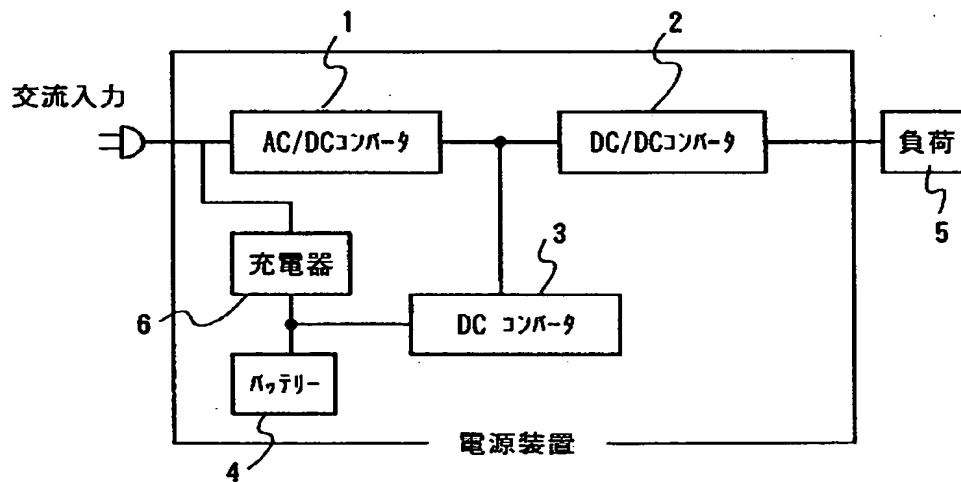 1
2
交流入力
AC/DCコンバータ
DC/DCコンバータ
負荷
5
充電器
3
6
DC コンバータ
バッテリー
4
電源装置